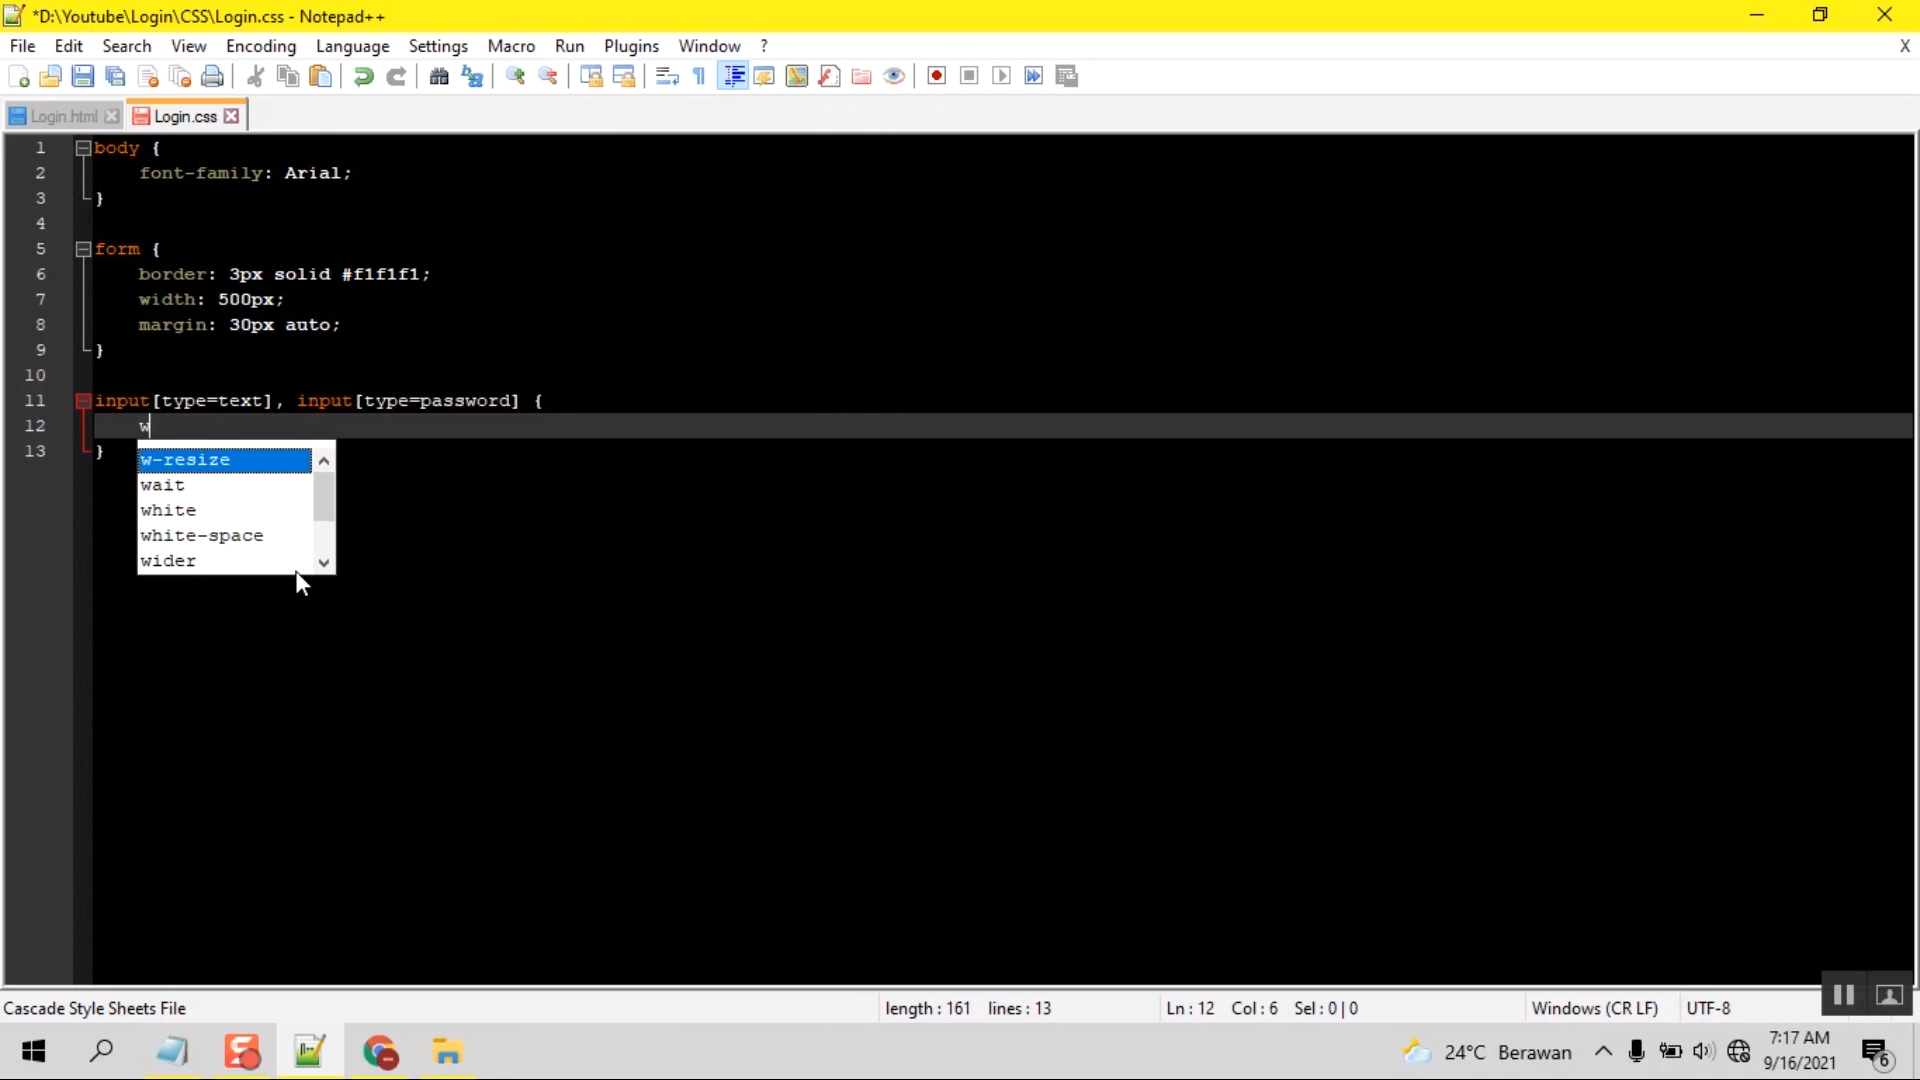 *D:\Youtube\Login\CSS\Login.css - Notepad++
File Edit Search View Encoding Language Settings Macro Run Plugins Window ? X
Login.html Login.css
1 body {
2 font-family: Arial;
3 }
4
5 form {
6 border: 3px solid #f1f1f1;
7 width: 500px;
8 margin: 30px auto;
9 }
10
11 input[type=text], input[type=password] {
12 w
13 }
w-resize
wait
white
white-space
wider
Cascade Style Sheets File length : 161 lines : 13 Ln : 12 Col : 6 Sel : 0 | 0 Windows (CR LF) UTF-8
24°C Berawan 7:17 AM
9/16/2021 6